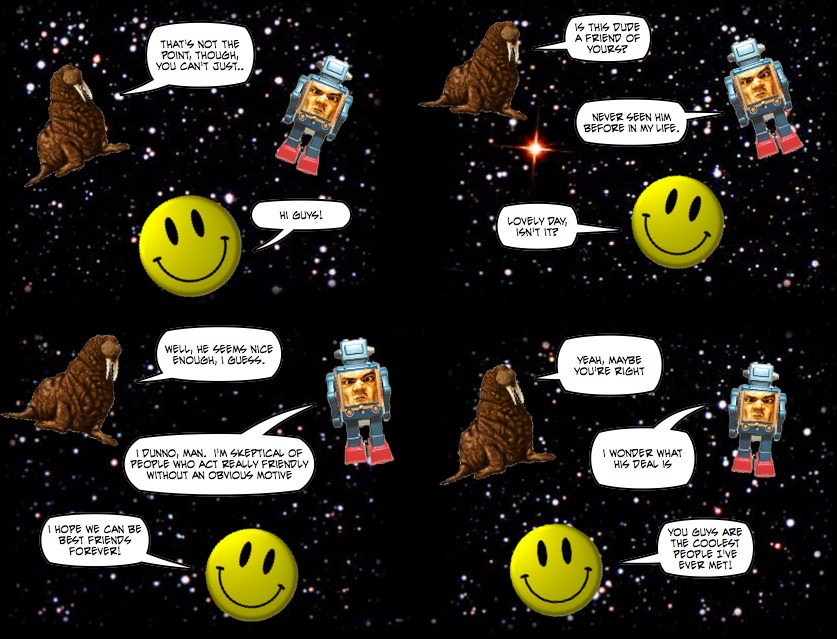 THAT'S NOT THE
POINT, THOUGH,
YOU CAN'T JUST..
HI GUYS!
IS THIS DUDE
A FRIEND OF
YOURS?
NEVER SEEN HIM
BEFORE IN MY LIFE.
LOVELY DAY,
ISN'T IT?
WELL, HE SEEMS NICE
ENOUGH, I GUESS.
I DUNNO, MAN. I'M SKEPTICAL OF
PEOPLE WHO ACT REALLY FRIENDLY
WITHOUT AN OBVIOUS MOTIVE
I HOPE WE CAN BE
BEST FRIENDS
FOREVER!
YEAH, MAYBE
YOU'RE RIGHT
I WONDER WHAT
HIS DEAL IS
YOU GUYS ARE
THE COOLEST
PEOPLE I'VE
EVER MET!